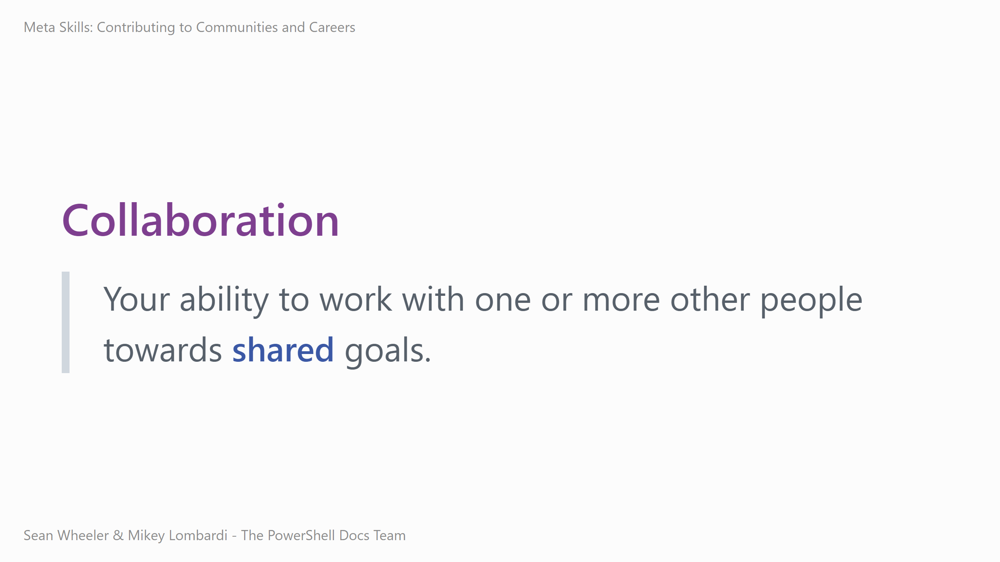 Meta Skills: Contributing to Communities and Careers
Collaboration
Your ability to work with one or more other people
towards shared goals.
Sean Wheeler & Mikey Lombardi - The PowerShell Docs Team